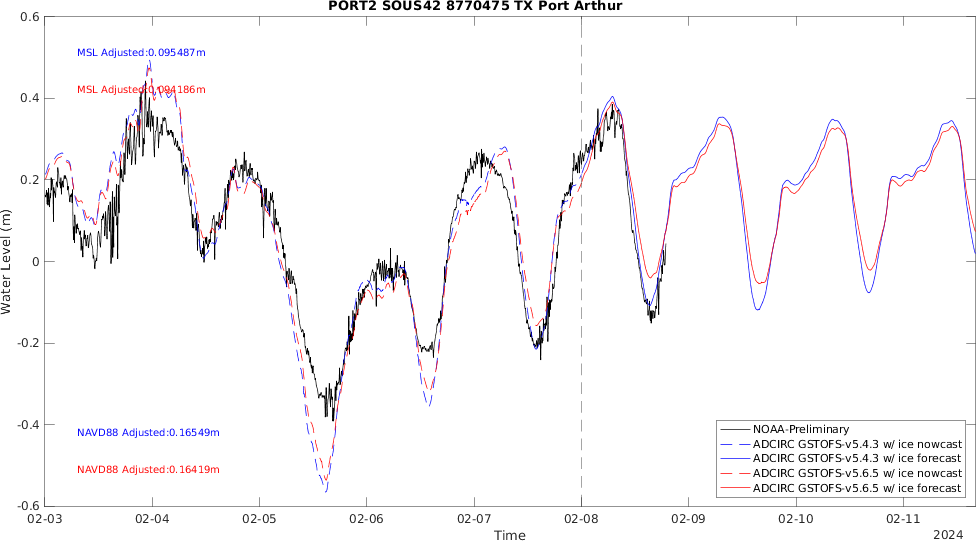 PORT2 SOUS42 8770475 TX Port Arthur
0.6
MSL Adjusted:0.095487m
MSL Adjusted:0.094186m
0.4
0.2
0
-0.2
-0.4
-0.6
Water Level (m)
NAVD88 Adjusted:0.16549m
NAVD88 Adjusted:0.16419m
NOAA-Preliminary
ADCIRC GSTOFS-v5.4.3 w/ ice nowcast
ADCIRC GSTOFS-v5.4.3 w/ ice forecast
ADCIRC GSTOFS-v5.6.5 w/ ice nowcast
ADCIRC GSTOFS-v5.6.5 w/ ice forecast
02-03 02-04 02-05 02-06 02-07 02-08 02-09 02-10 02-11
Time
2024